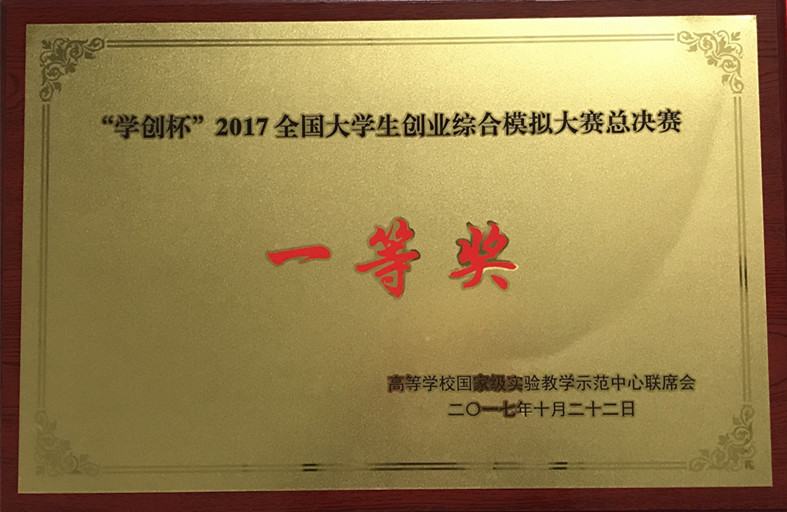 “学创杯”2017全国大学生创业综合模拟大赛总决赛
一等奖
高等学校国家级实验教学示范中心联席会
二〇一七年十月二十二日